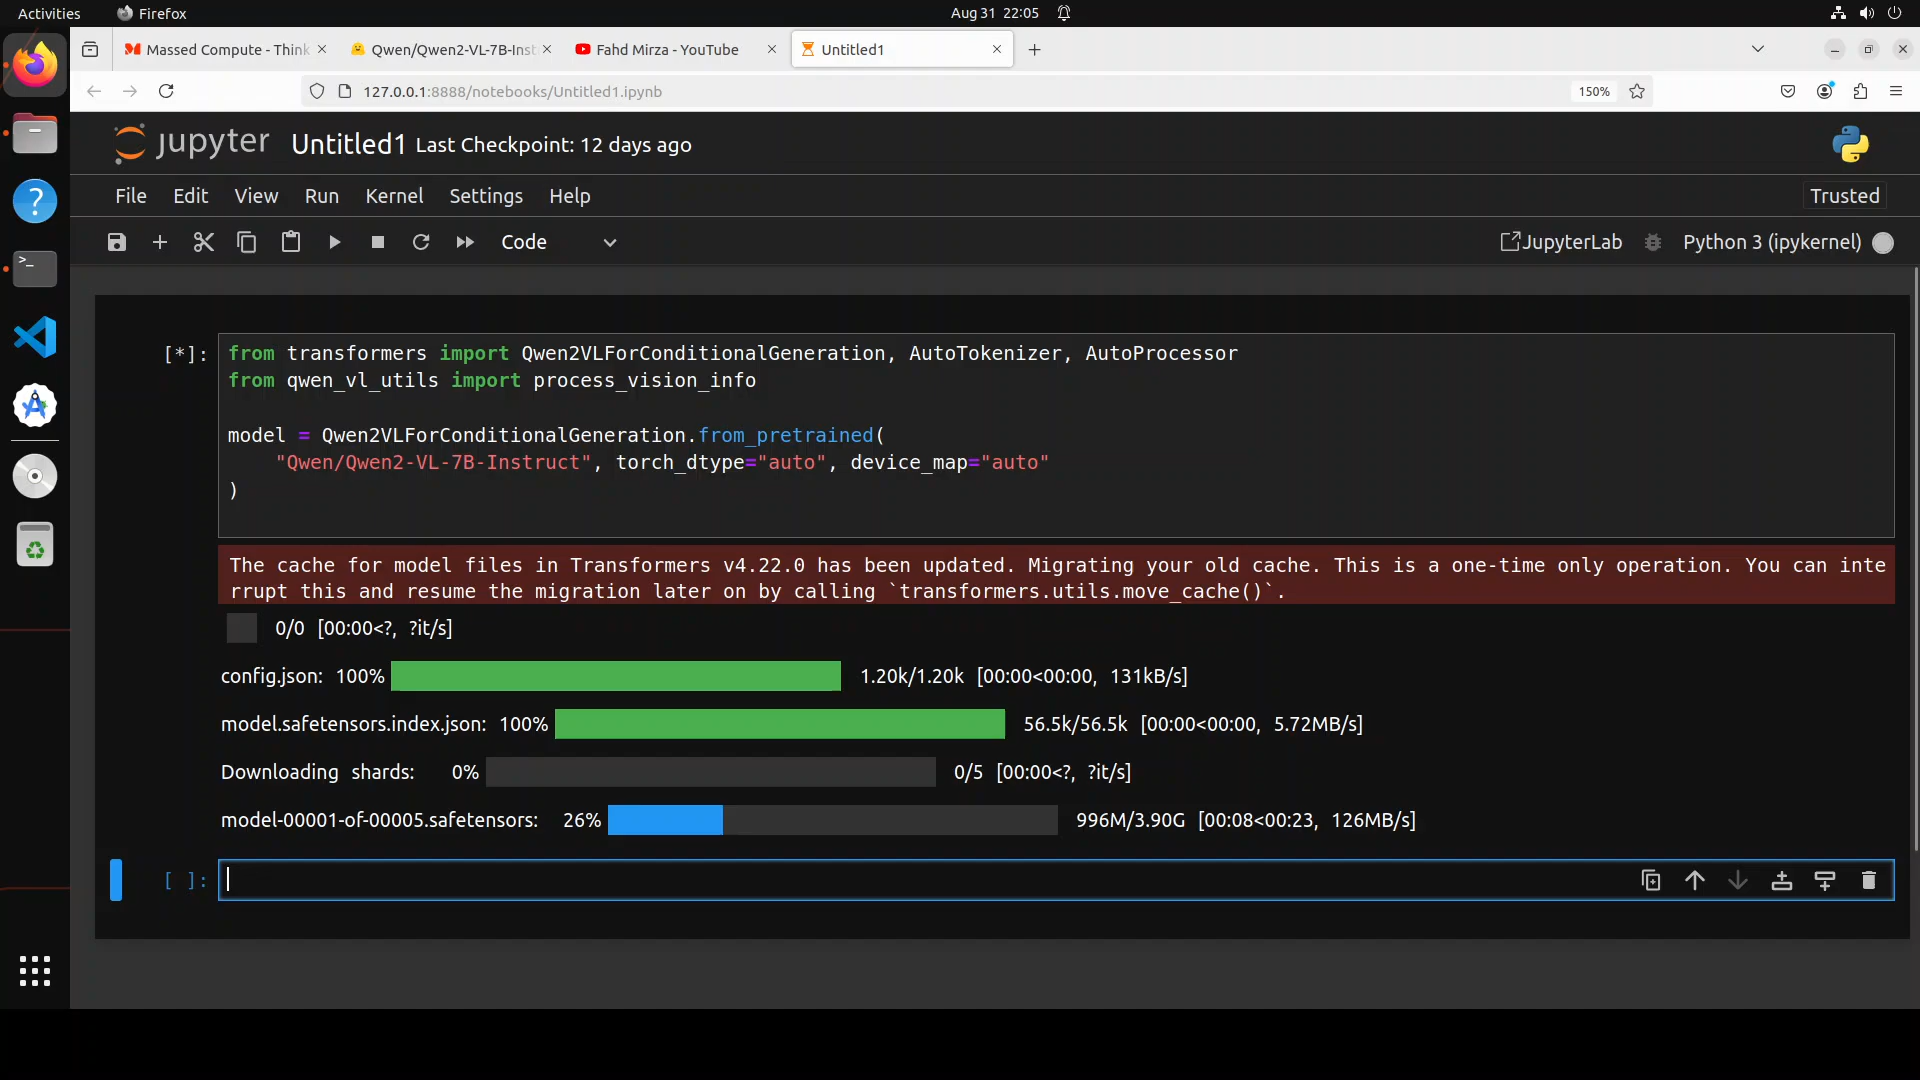 Activities Firefox Aug 31 22:05
Massed Compute - Think Qwen/Qwen2-VL-7B-Inst Fahd Mirza - YouTube Untitled1
127.0.0.1:8888/notebooks/Untitled1.ipynb 150%
jupyter Untitled1 Last Checkpoint: 12 days ago
File Edit View Run Kernel Settings Help Trusted
Code JupyterLab Python 3 (ipykernel)
[*]: from transformers import Qwen2VLForConditionalGeneration, AutoTokenizer, AutoProcessor
from qwen_vl_utils import process_vision_info
model = Qwen2VLForConditionalGeneration.from_pretrained(
"Qwen/Qwen2-VL-7B-Instruct", torch_dtype="auto", device_map="auto"
)
The cache for model files in Transformers v4.22.0 has been updated. Migrating your old cache. This is a one-time only operation. You can inte
rrupt this and resume the migration later on by calling `transformers.utils.move_cache()`.
0/0 [00:00<?, ?it/s]
config.json: 100% 1.20k/1.20k [00:00<00:00, 131kB/s]
model.safetensors.index.json: 100% 56.5k/56.5k [00:00<00:00, 5.72MB/s]
Downloading shards: 0% 0/5 [00:00<?, ?it/s]
model-00001-of-00005.safetensors: 26% 996M/3.90G [00:08<00:23, 126MB/s]
[ ]: